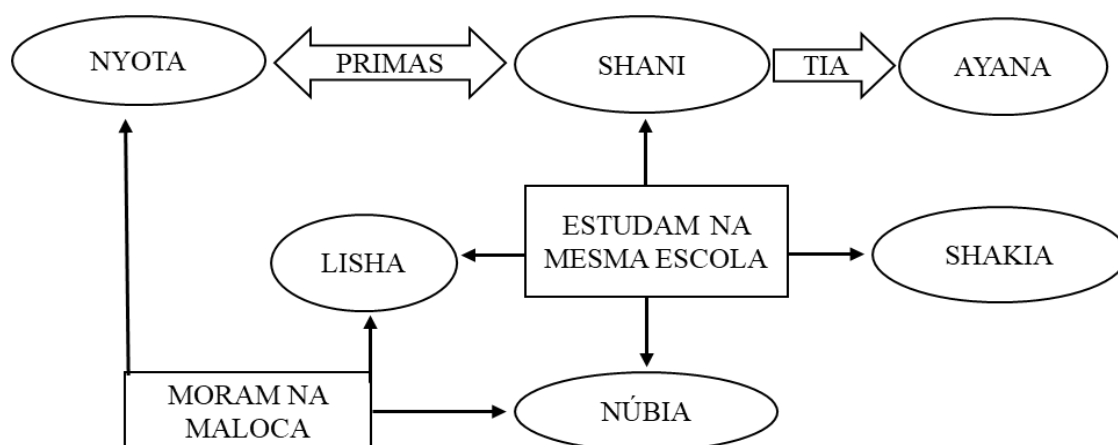 NYOTA
PRIMAS
SHANI
TIA
AYANA
ESTUDAM NA
MESMA ESCOLA
LISHA
SHAKIA
MORAM NA
MALOCA
NÚBIA